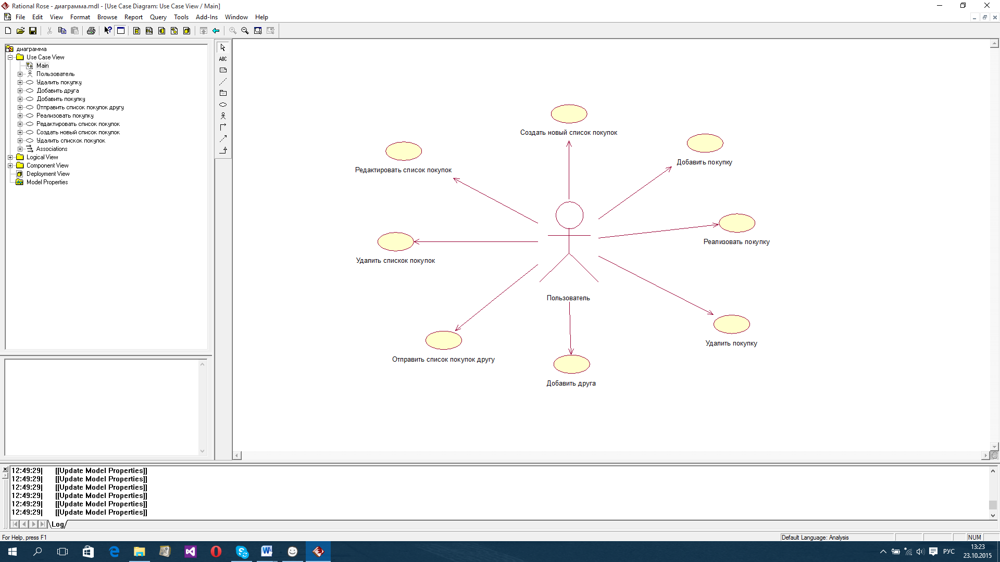 Rational Rose - диаграмма.mdl - [Use Case Diagram: Use Case View / Main]
File Edit View Format Browse Report Query Tools Add-Ins Window Help
диаграмма
Use Case View
Main
Пользователь
Удалить покупку
Добавить друга
Добавить покупку
Отправить список покупок другу
Реализовать покупку
Редактировать список покупок
Создать новый список покупок
Удалить спискок покупок
Associations
Logical View
Component View
Deployment View
Model Properties
ABC
Создать новый список покупок
Добавить покупку
Редактировать список покупок
Реализовать покупку
Удалить спискок покупок
Пользователь
Удалить покупку
Отправить список покупок другу
Добавить друга
12:49:29| [[Update Model Properties]]
12:49:29| [[Update Model Properties]]
12:49:29| [[Update Model Properties]]
12:49:29| [[Update Model Properties]]
12:49:29| [[Update Model Properties]]
12:49:29| [[Update Model Properties]]
Log
For Help, press F1
Default Language: Analysis
NUM
РУС
13:23
23.10.2015